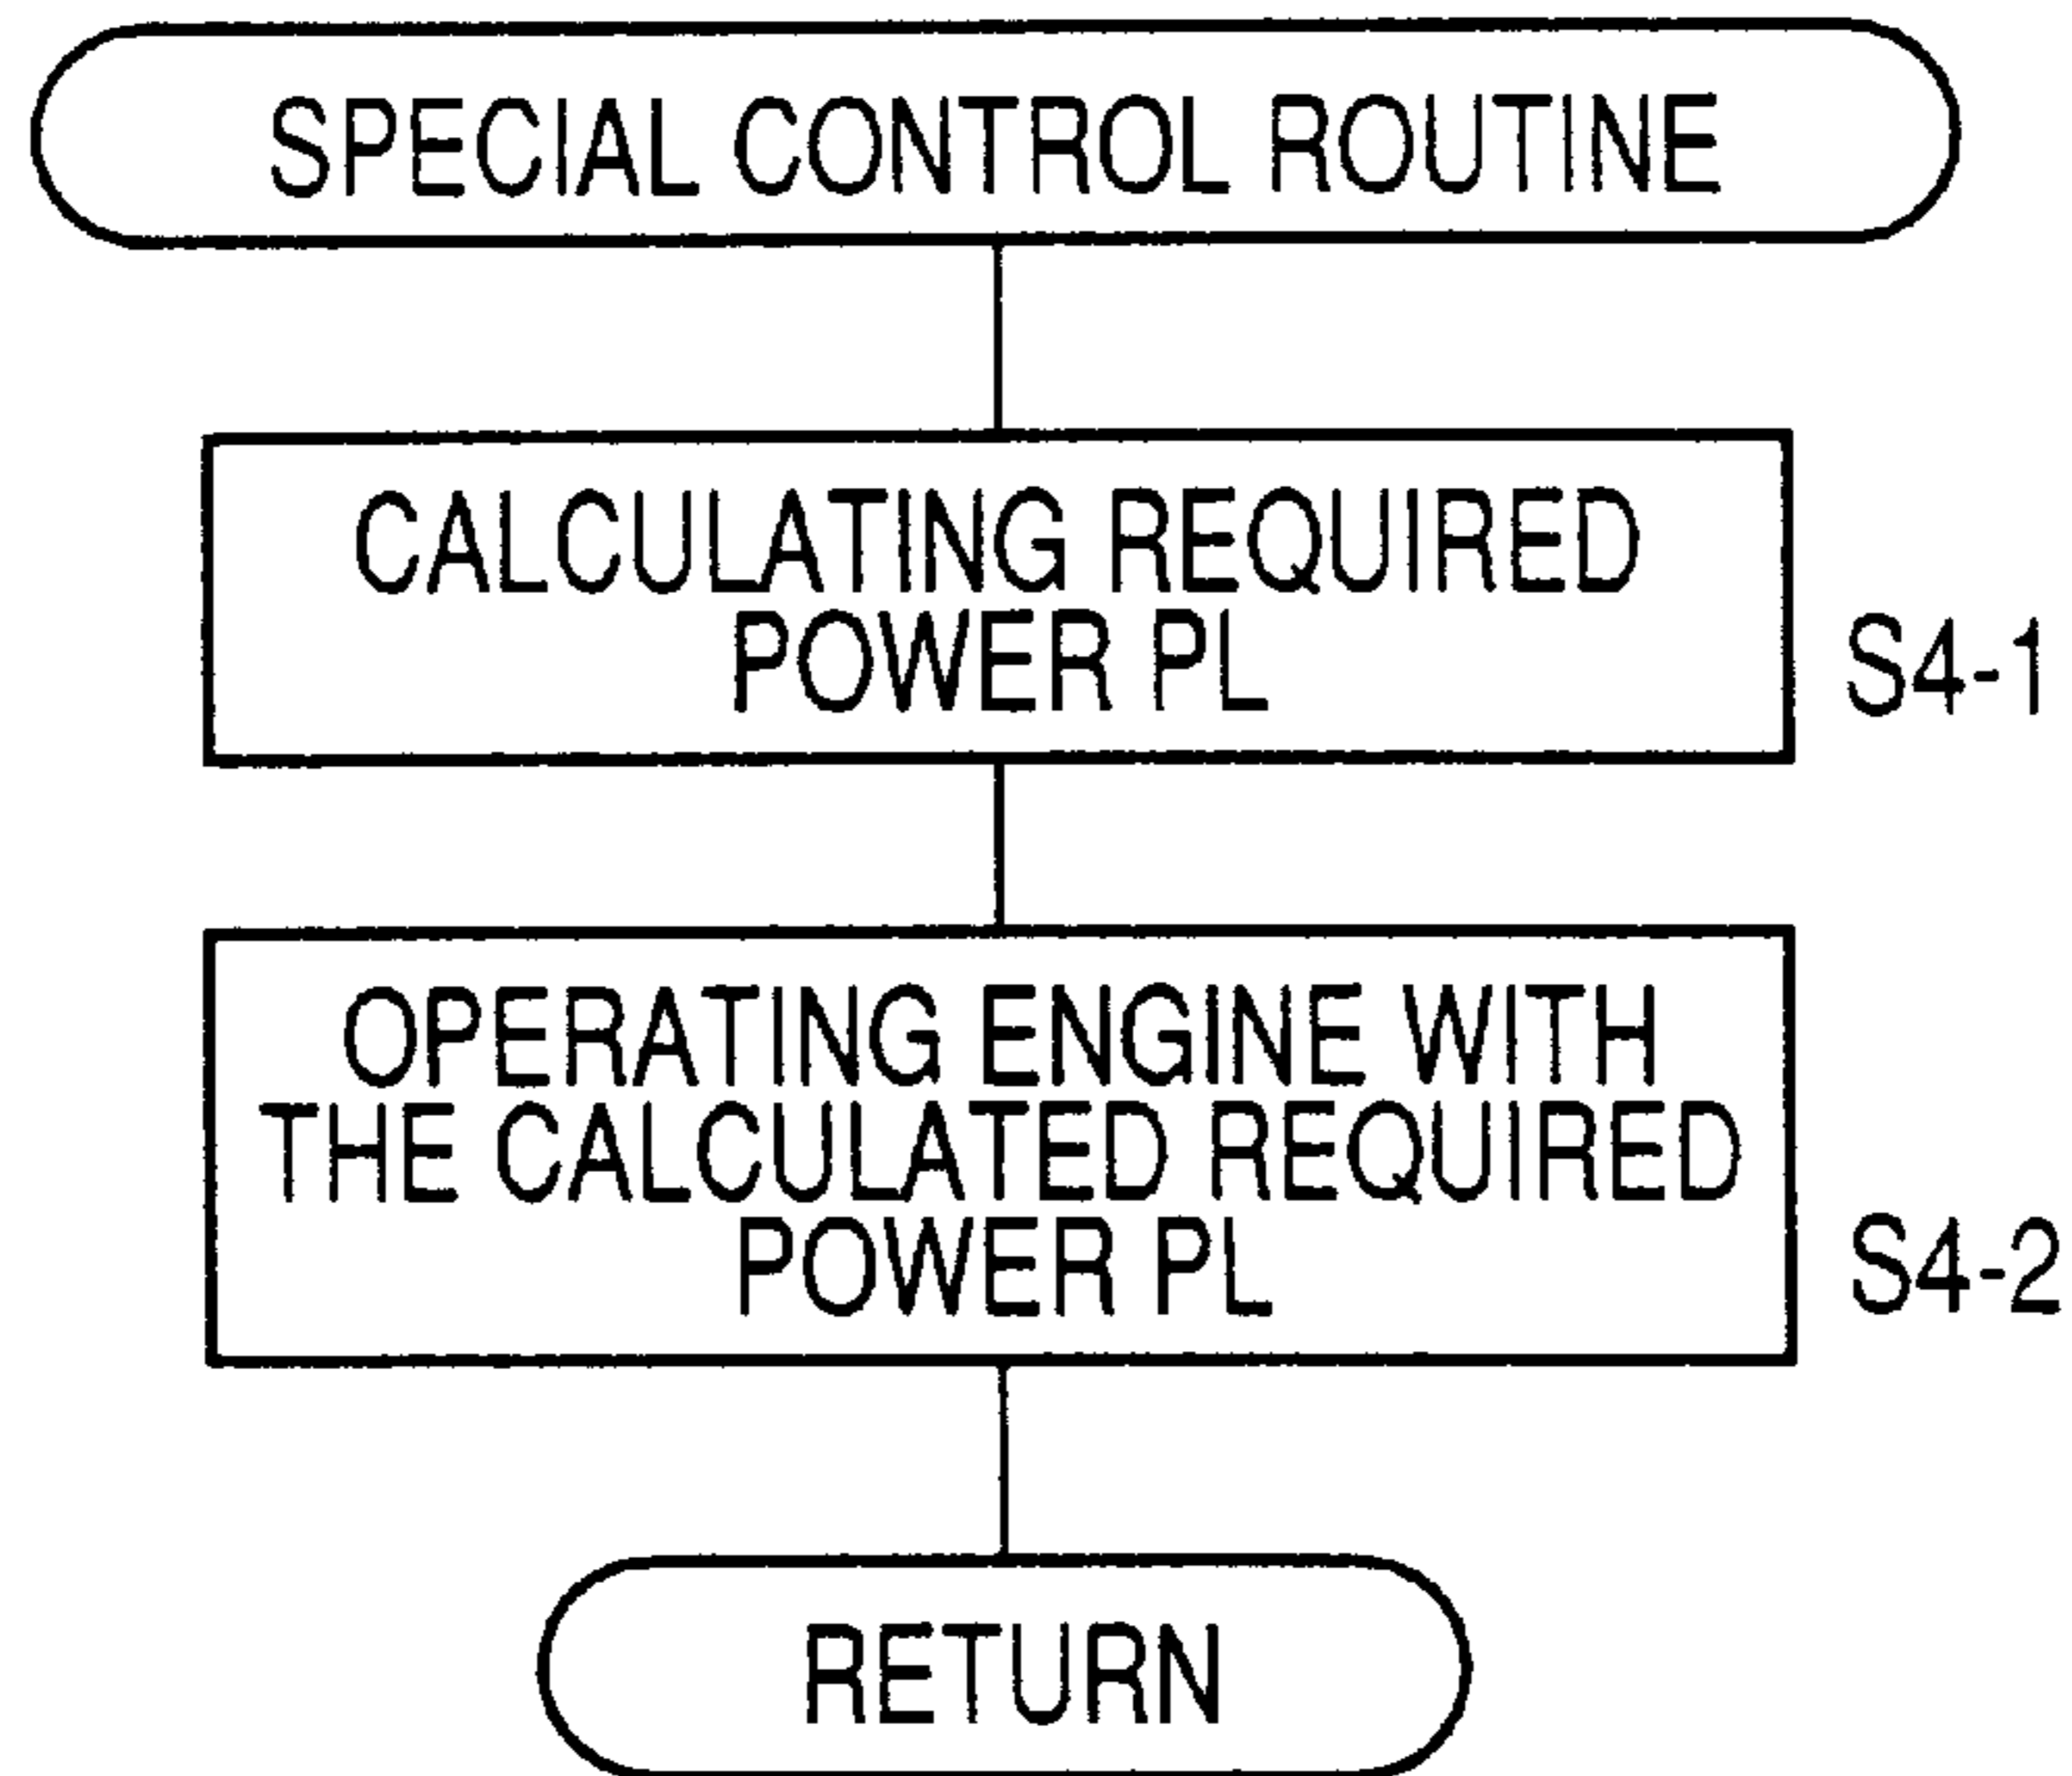 SPECIAL CONTROL ROUTINE
CALCULATING REQUIRED
POWER PL
S4-1
OPERATING ENGINE WITH
THE CALCULATED REQUIRED
POWER PL
S4-2
RETURN